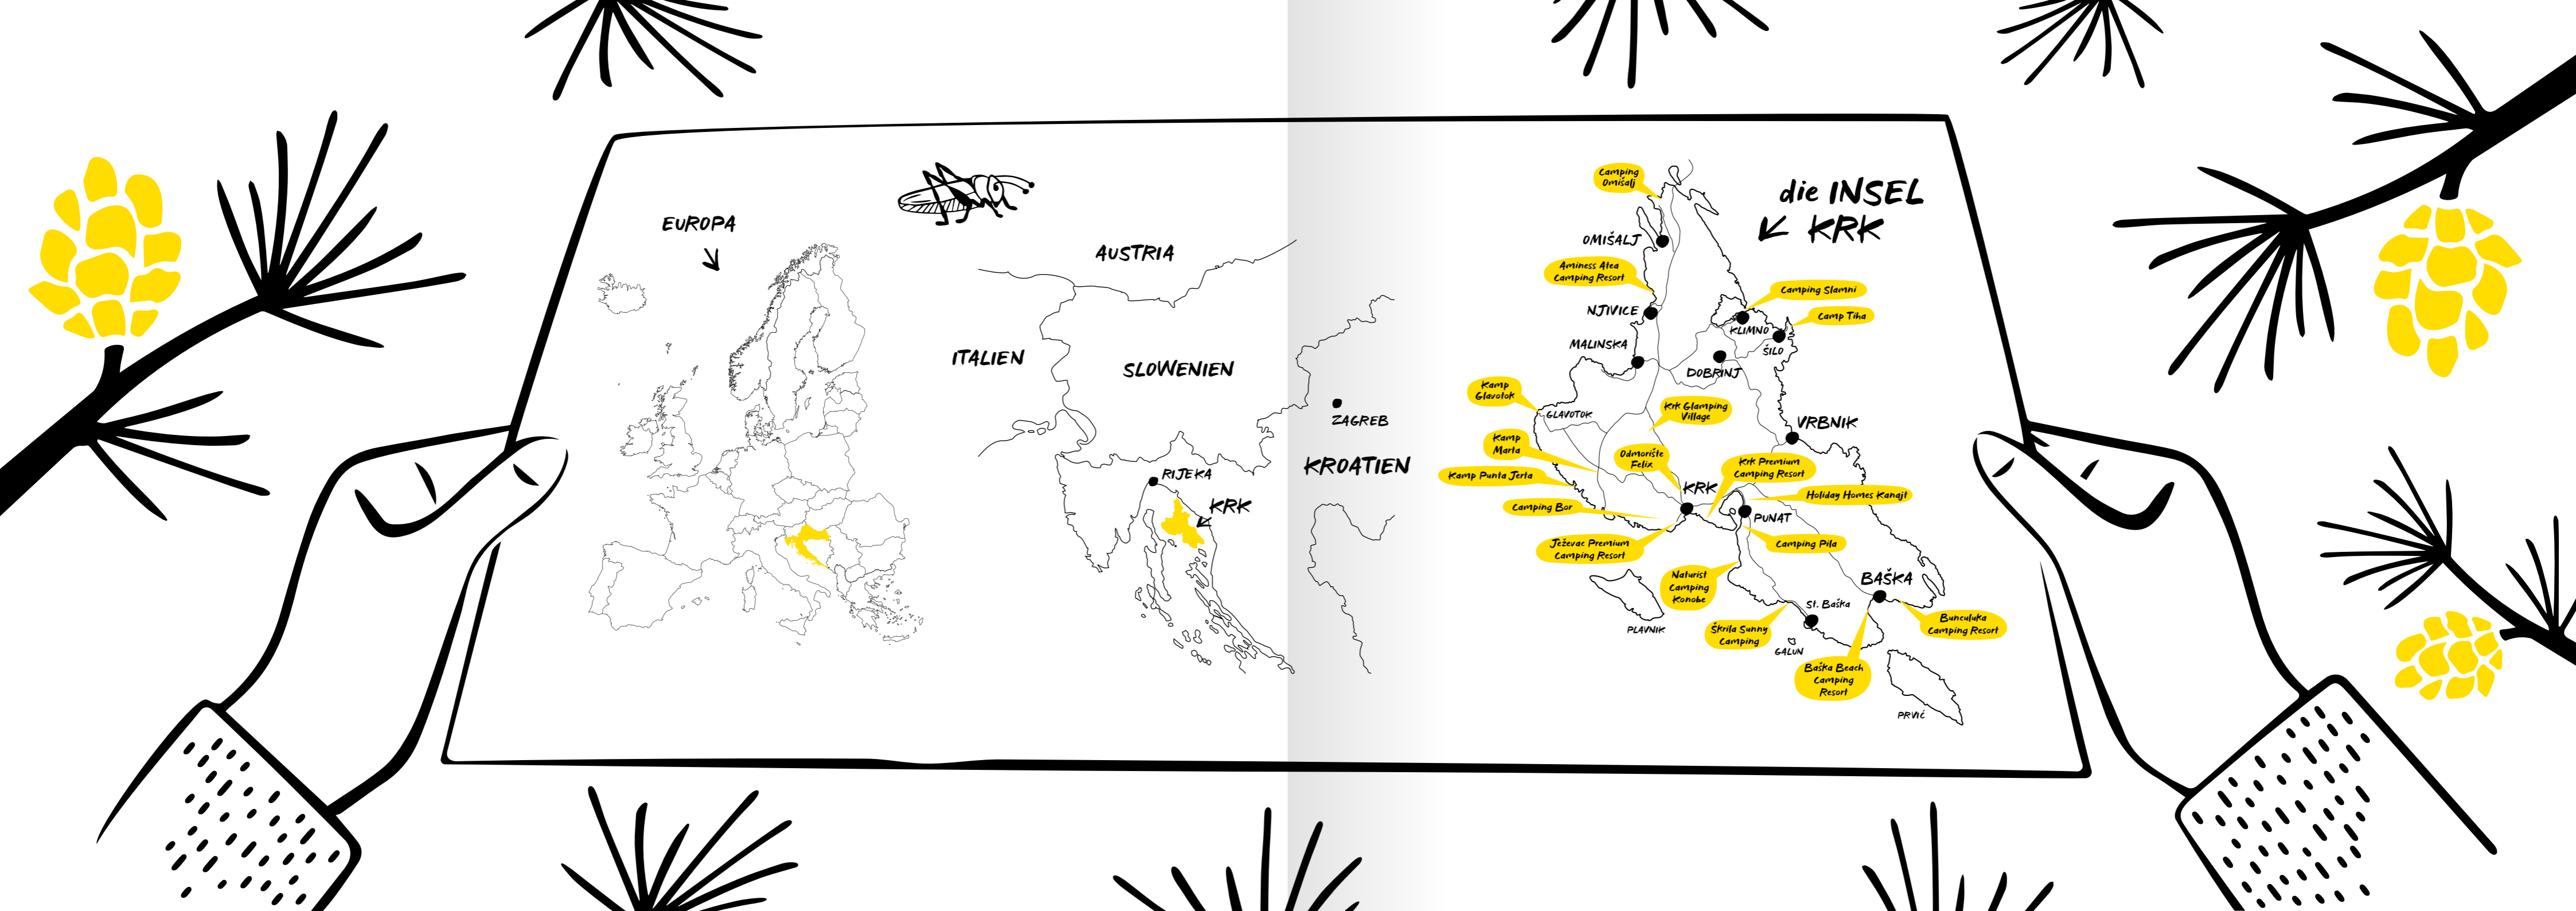 EUROPA
AUSTRIA
ITALIEN
SLOWENIEN
ZAGREB
KROATIEN
RIJEKA
KRK
die INSEL
KRK
Camping
Omišalj
OMIŠALJ
Aminess Atea
Camping Resort
NJIVICE
Camping Slamni
Camp Tiha
KLIMNO
ŠILO
MALINSKA
DOBRINJ
Kamp
Glavotok
GLAVOTOK
Krk Glamping
Village
VRBNIK
Kamp
Marta
Odmorište
Felix
Krk Premium
Camping Resort
Kamp Punta Jerta
KRK
Holiday Homes Kanajt
Camping Bor
PUNAT
Ježevac Premium
Camping Resort
Camping Pila
Naturist
Camping
Konobe
BAŠKA
St. Baška
PLAVNIK
Škrila Sunny
Camping
Bunculuka
Camping Resort
GALUN
Baška Beach
Camping
Resort
PRVIĆ